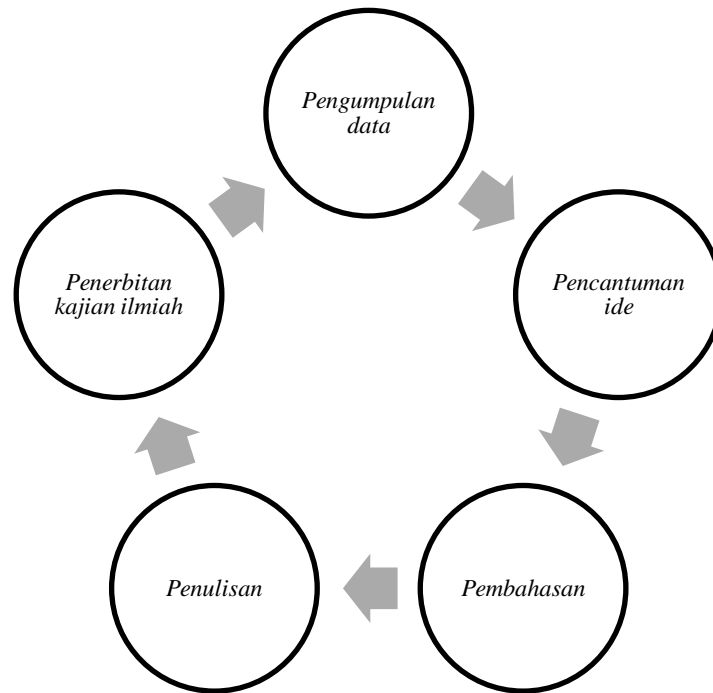 Pengumpulan
data
Pencantuman
ide
Pembahasan
Penulisan
Penerbitan
kajian ilmiah